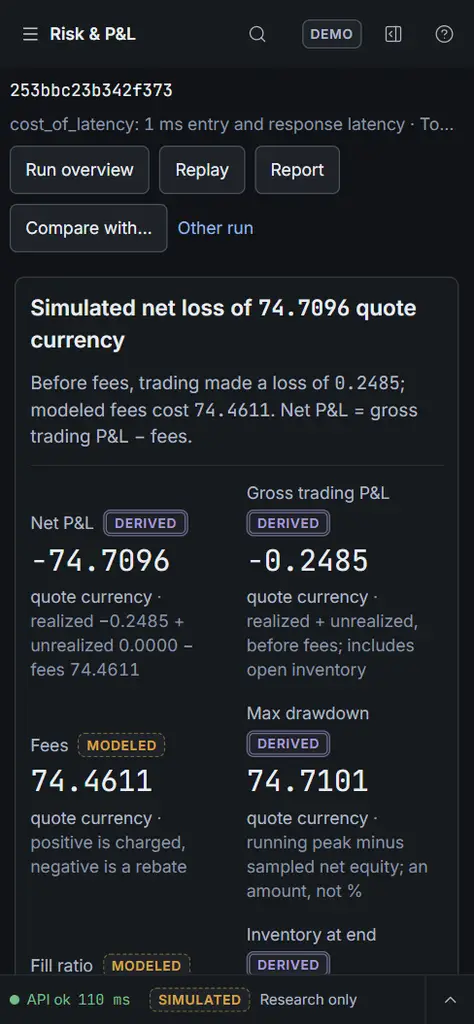 Risk & P&L
DEMO
253bbc23b342f373
cost_of_latency: 1 ms entry and response latency · To...
Run overview
Replay
Report
Compare with...
Other run
Simulated net loss of 74.7096 quote
currency
Before fees, trading made a loss of 0.2485;
modeled fees cost 74.4611. Net P&L = gross
trading P&L − fees.
Net P&L DERIVED
-74.7096
quote currency ·
realized −0.2485 +
unrealized 0.0000 −
fees 74.4611
Gross trading P&L
DERIVED
-0.2485
quote currency ·
realized + unrealized,
before fees; includes
open inventory
Fees MODELED
74.4611
quote currency ·
positive is charged,
negative is a rebate
Max drawdown
DERIVED
74.7101
quote currency ·
running peak minus
sampled net equity; an
amount, not %
Fill ratio MODELED
Inventory at end
DERIVED
API ok 110 ms
SIMULATED
Research only